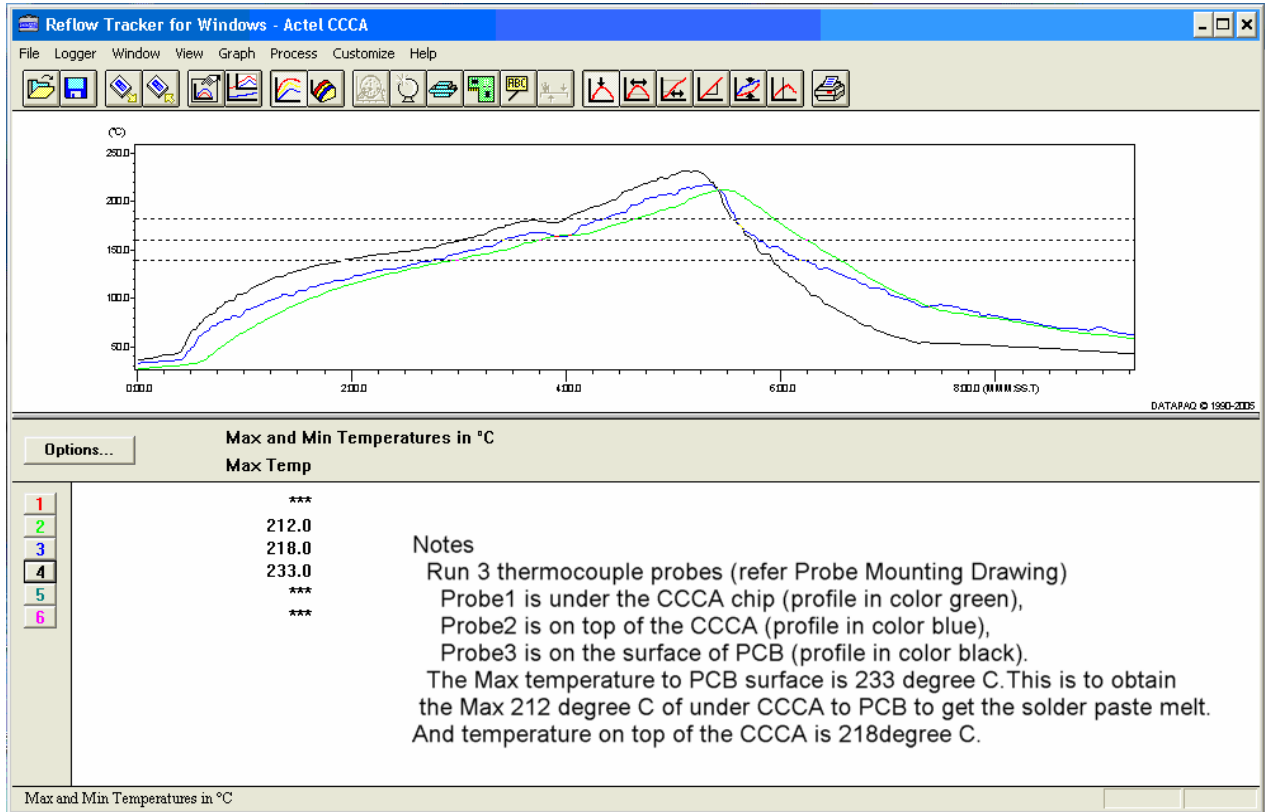 Reflow Tracker for Windows - Actel CCCA
File Logger Window View Graph Process Customize Help
ABC
(°C)
250.0
200.0
150.0
100.0
50.0
0:00.0 2:00.0 4:00.0 6:00.0 8:00.0 (MMM:SS.T)
DATAPAQ © 1990-2005
Options...
Max and Min Temperatures in °C
Max Temp
1 ***
2 212.0
3 218.0
4 233.0
5 ***
6 ***
Notes
Run 3 thermocouple probes (refer Probe Mounting Drawing)
Probe1 is under the CCCA chip (profile in color green),
Probe2 is on top of the CCCA (profile in color blue),
Probe3 is on the surface of PCB (profile in color black).
The Max temperature to PCB surface is 233 degree C.This is to obtain
the Max 212 degree C of under CCCA to PCB to get the solder paste melt.
And temperature on top of the CCCA is 218degree C.
Max and Min Temperatures in °C